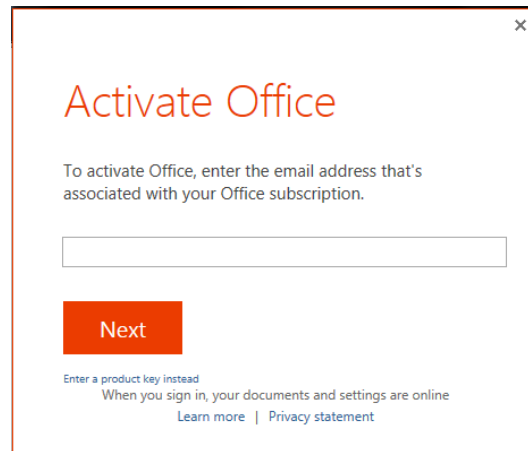 Activate Office
To activate Office, enter the email address that's
associated with your Office subscription.
Next
Enter a product key instead
When you sign in, your documents and settings are online
Learn more | Privacy statement